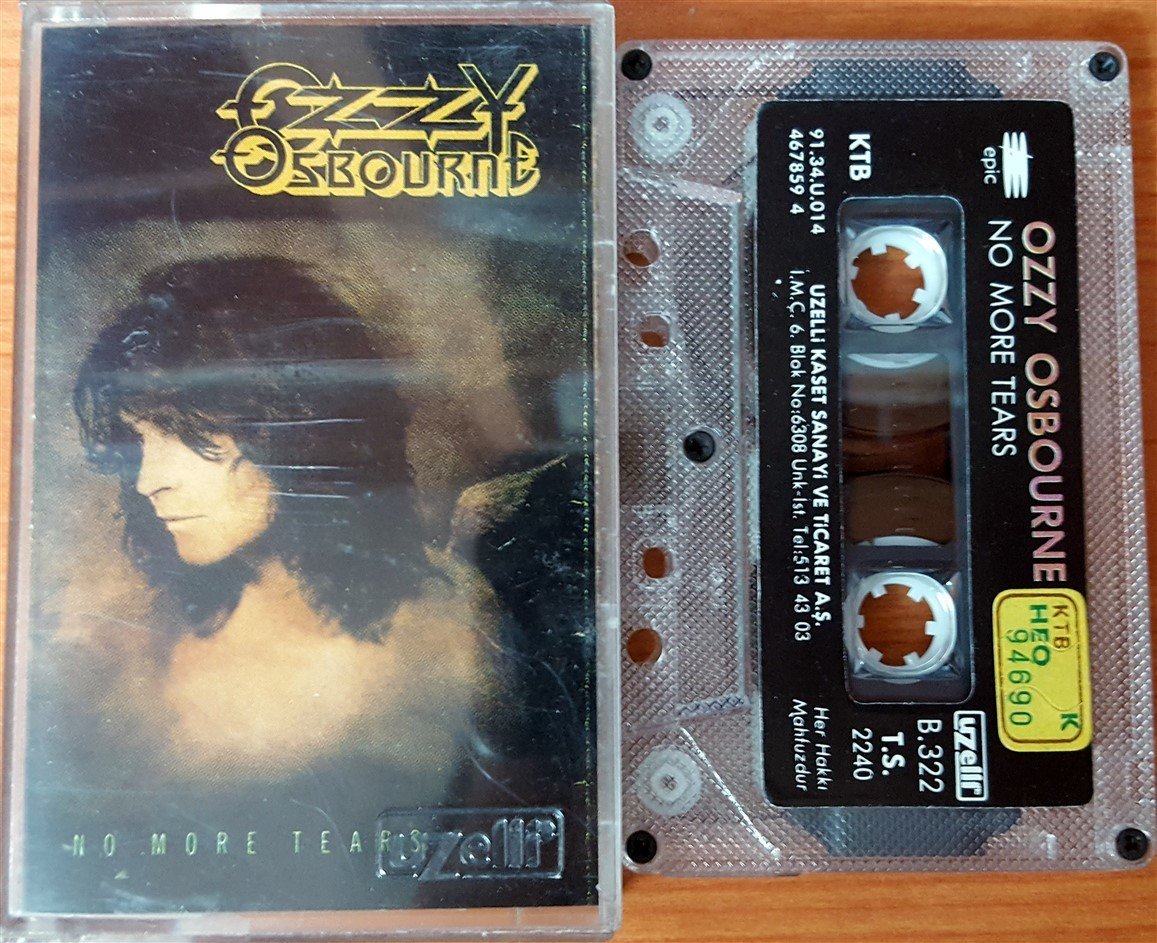 OZZY
OSBOURNE
NO MORE TEARS
uzelli
epic
OZZY OSBOURNE
NO MORE TEARS
KTB
91.34.U.014
467859 4
UZELLİ KASET SANAYİ VE TİCARET A.Ş.
İ.M.Ç. 6. Blok No:6308 Unk-İst. Tel:513 43 03
KTB K
HEO
94690
uzelli
B.322
T.S.
2240
Her Hakkı
Mahfuzdur